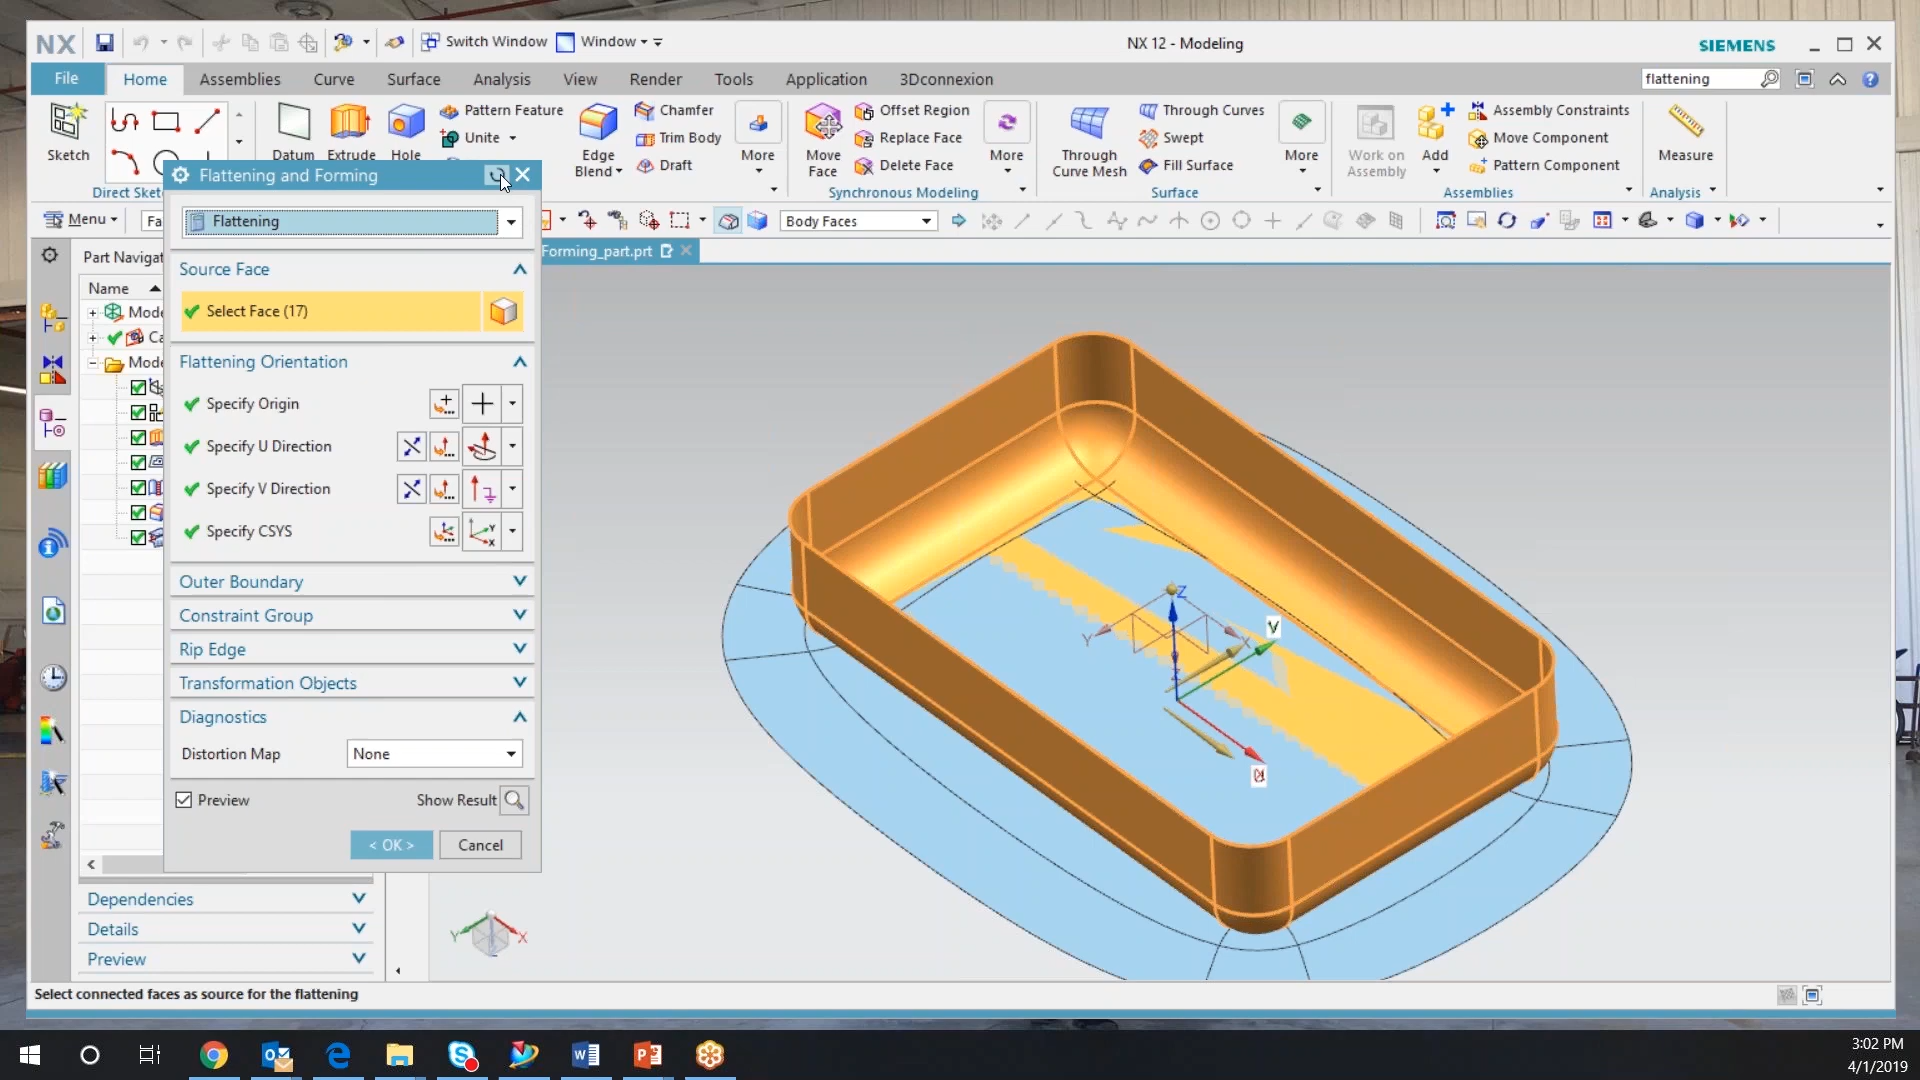 NX Switch Window Window NX 12 - Modeling SIEMENS
File Home Assemblies Curve Surface Analysis View Render Tools Application 3Dconnexion flattening
Pattern Feature Chamfer Offset Region Through Curves Assembly Constraints
Unite Trim Body Replace Face Swept Move Component
Sketch Datum Extrude Hole Edge Blend Draft More Move Face Delete Face More Through Curve Mesh Fill Surface More Work on Assembly Add Pattern Component Measure
Direct Sket Synchronous Modeling Surface Assemblies Analysis
Flattening and Forming
Menu Fa Flattening Body Faces
Part Navigat Forming_part.prt
Source Face
Name
Select Face (17)
Mode
Ca
Mode
Flattening Orientation
Specify Origin
Specify U Direction
Specify V Direction
Specify CSYS
Outer Boundary
Constraint Group
Rip Edge
Transformation Objects
Diagnostics
Distortion Map None
Preview Show Result
< OK > Cancel
Z
Y
X
V
Z
Y X
Dependencies
Details
Preview
Select connected faces as source for the flattening
3:02 PM
4/1/2019